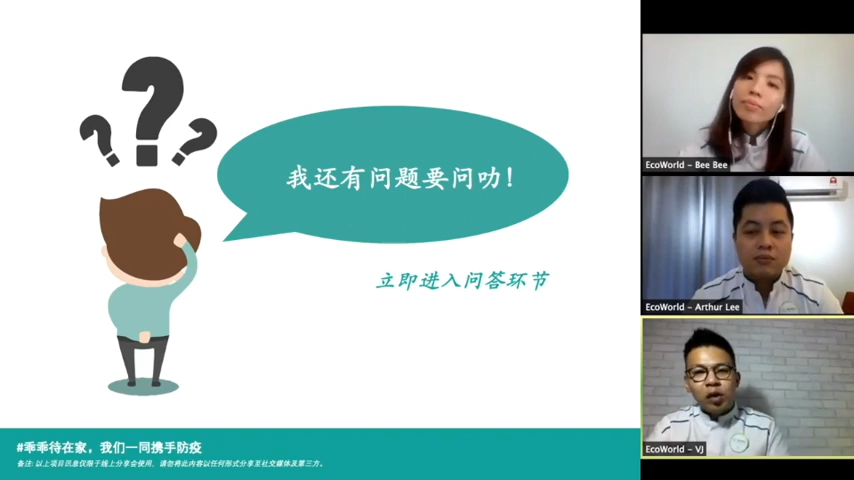 我还有问题要问叻!
立即进入问答环节
#乖乖待在家，我们一同携手防疫
备注: 以上项目讯息仅限于线上分享会使用，请勿将此内容以任何形式分享至社交媒体及第三方。
EcoWorld - Bee Bee
EcoWorld - Arthur Lee
EcoWorld - VJ